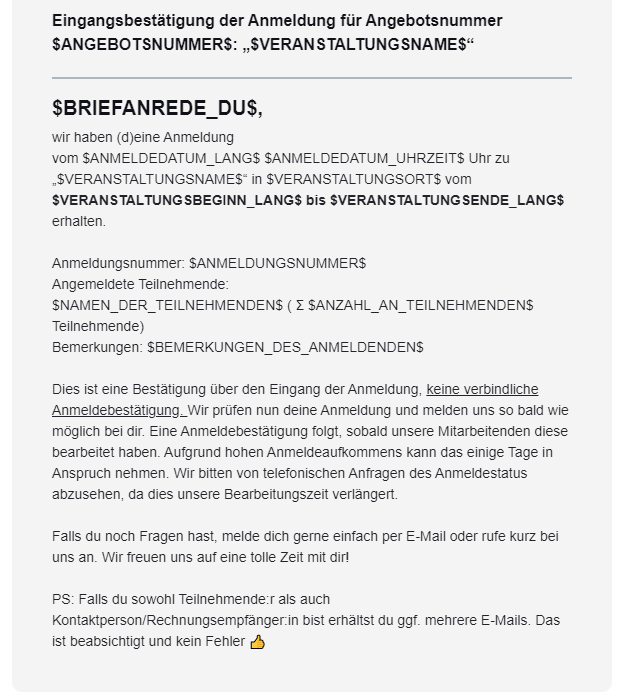 Eingangsbestätigung der Anmeldung für Angebotsnummer
$ANGEBOTSNUMMER$: „$VERANSTALTUNGSNAME$“
$BRIEFANREDE_DU$,
wir haben (d)eine Anmeldung
vom $ANMELDEDATUM_LANG$ $ANMELDEDATUM_UHRZEIT$ Uhr zu
„$VERANSTALTUNGSNAME$“ in $VERANSTALTUNGSORT$ vom
$VERANSTALTUNGSBEGINN_LANG$ bis $VERANSTALTUNGSENDE_LANG$
erhalten.
Anmeldungsnummer: $ANMELDUNGSNUMMER$
Angemeldete Teilnehmende:
$NAMEN_DER_TEILNEHMENDEN$ ( Σ $ANZAHL_AN_TEILNEHMENDEN$
Teilnehmende)
Bemerkungen: $BEMERKUNGEN_DES_ANMELDENDEN$
Dies ist eine Bestätigung über den Eingang der Anmeldung, keine verbindliche
Anmeldebestätigung. Wir prüfen nun deine Anmeldung und melden uns so bald wie
möglich bei dir. Eine Anmeldebestätigung folgt, sobald unsere Mitarbeitenden diese
bearbeitet haben. Aufgrund hohen Anmeldeaufkommens kann das einige Tage in
Anspruch nehmen. Wir bitten von telefonischen Anfragen des Anmeldestatus
abzusehen, da dies unsere Bearbeitungszeit verlängert.
Falls du noch Fragen hast, melde dich gerne einfach per E-Mail oder rufe kurz bei
uns an. Wir freuen uns auf eine tolle Zeit mit dir!
PS: Falls du sowohl Teilnehmende:r als auch
Kontaktperson/Rechnungsempfänger:in bist erhältst du ggf. mehrere E-Mails. Das
ist beabsichtigt und kein Fehler 👍